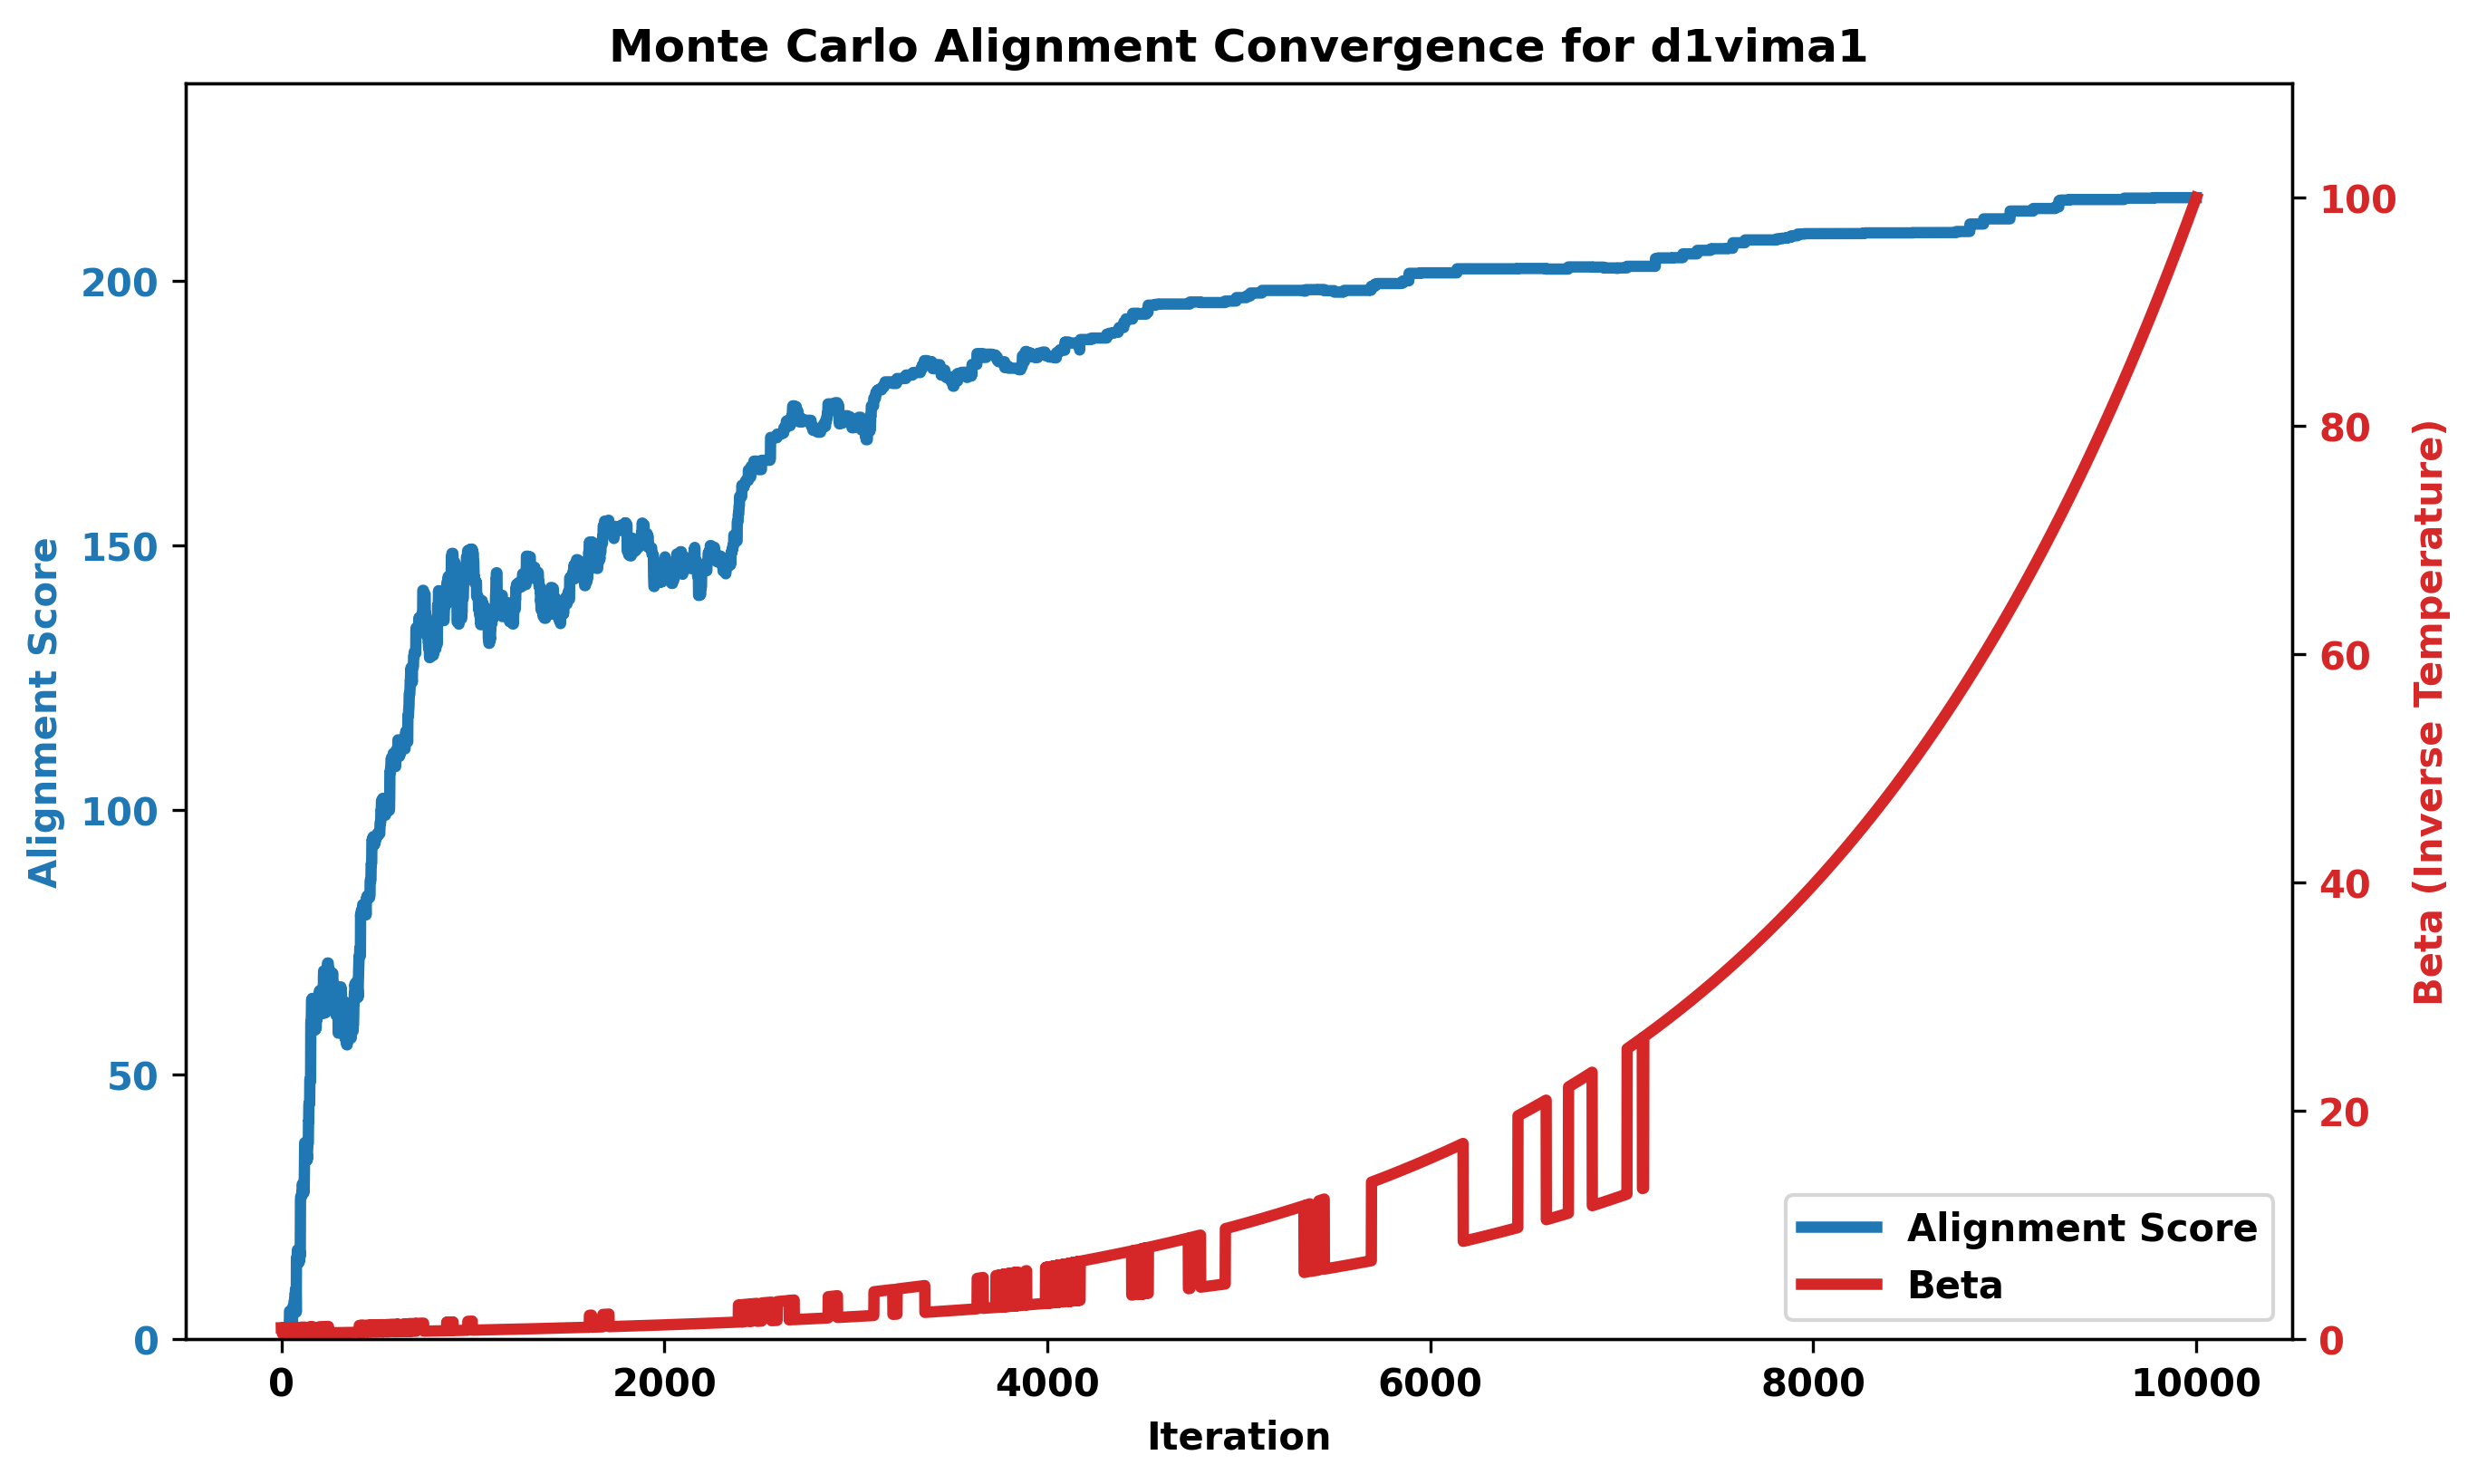 Monte Carlo Alignment Convergence for d1vima1
Alignment Score
200
150
100
50
0
0
2000
4000
6000
8000
10000
Iteration
100
80
60
40
20
0
Beta (Inverse Temperature)
Alignment Score
Beta